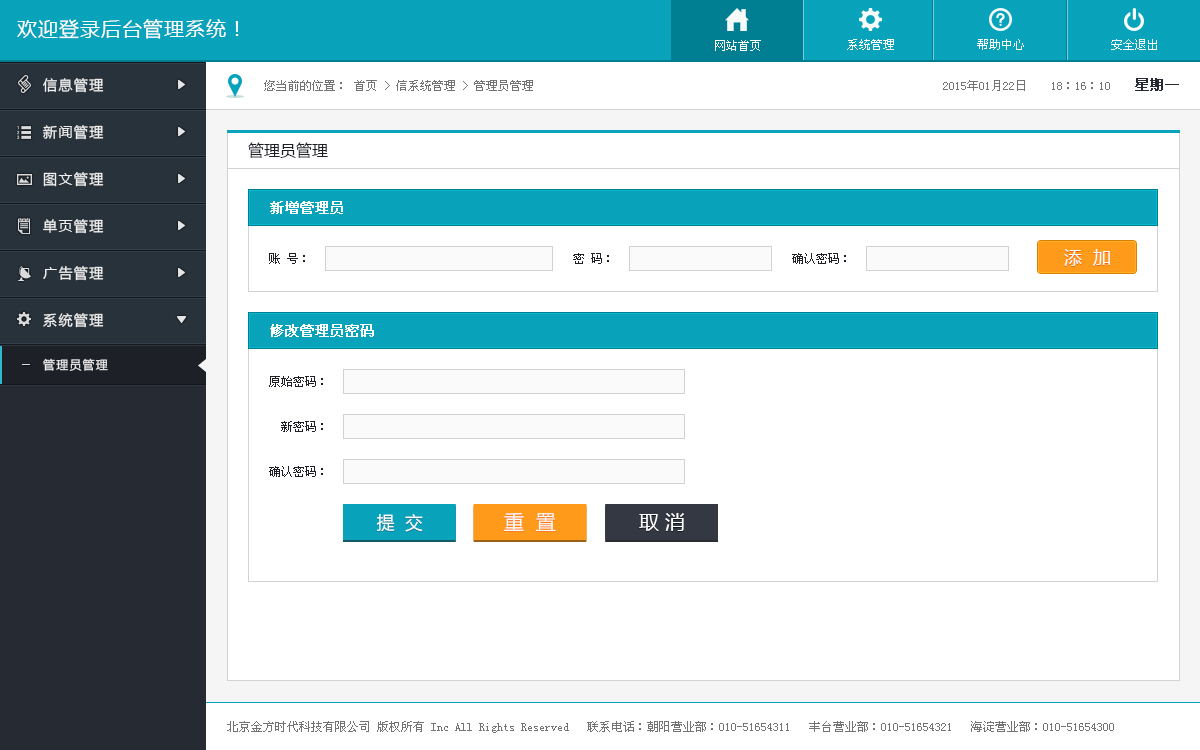 欢迎登录后台管理系统！
网站首页
系统管理
帮助中心
安全退出
信息管理
新闻管理
图文管理
单页管理
广告管理
系统管理
管理员管理
您当前的位置： 首页 > 信系统管理 > 管理员管理
2015年01月22日 18：16：10 星期一
管理员管理
新增管理员
账 号： 密 码： 确认密码： 添 加
修改管理员密码
原始密码：
新密码：
确认密码：
提 交 重 置 取 消
北京金方时代科技有限公司 版权所有 Inc All Rights Reserved 联系电话：朝阳营业部：010-51654311 丰台营业部：010-51654321 海淀营业部：010-51654300